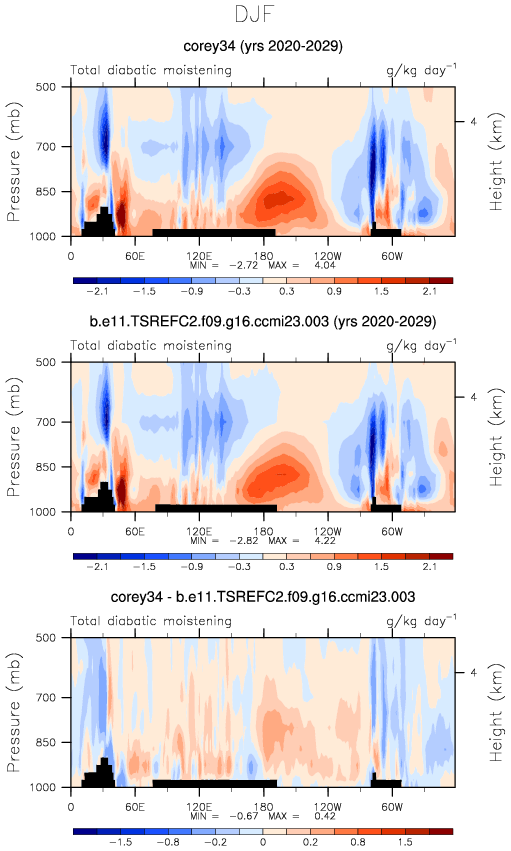 DJF
corey34 (yrs 2020-2029)
Total diabatic moistening g/kg day⁻¹
500
700
850
1000
Pressure (mb)
4
Height (km)
0 60E 120E 180 120W 60W
MIN = -2.72 MAX = 4.04
-2.1 -1.5 -0.9 -0.3 0.3 0.9 1.5 2.1
b.e11.TSREFC2.f09.g16.ccmi23.003 (yrs 2020-2029)
Total diabatic moistening g/kg day⁻¹
500
700
850
1000
Pressure (mb)
4
Height (km)
0 60E 120E 180 120W 60W
MIN = -2.82 MAX = 4.22
-2.1 -1.5 -0.9 -0.3 0.3 0.9 1.5 2.1
corey34 - b.e11.TSREFC2.f09.g16.ccmi23.003
Total diabatic moistening g/kg day⁻¹
500
700
850
1000
Pressure (mb)
4
Height (km)
0 60E 120E 180 120W 60W
MIN = -0.67 MAX = 0.42
-1.5 -0.8 -0.2 0 0.2 0.8 1.5